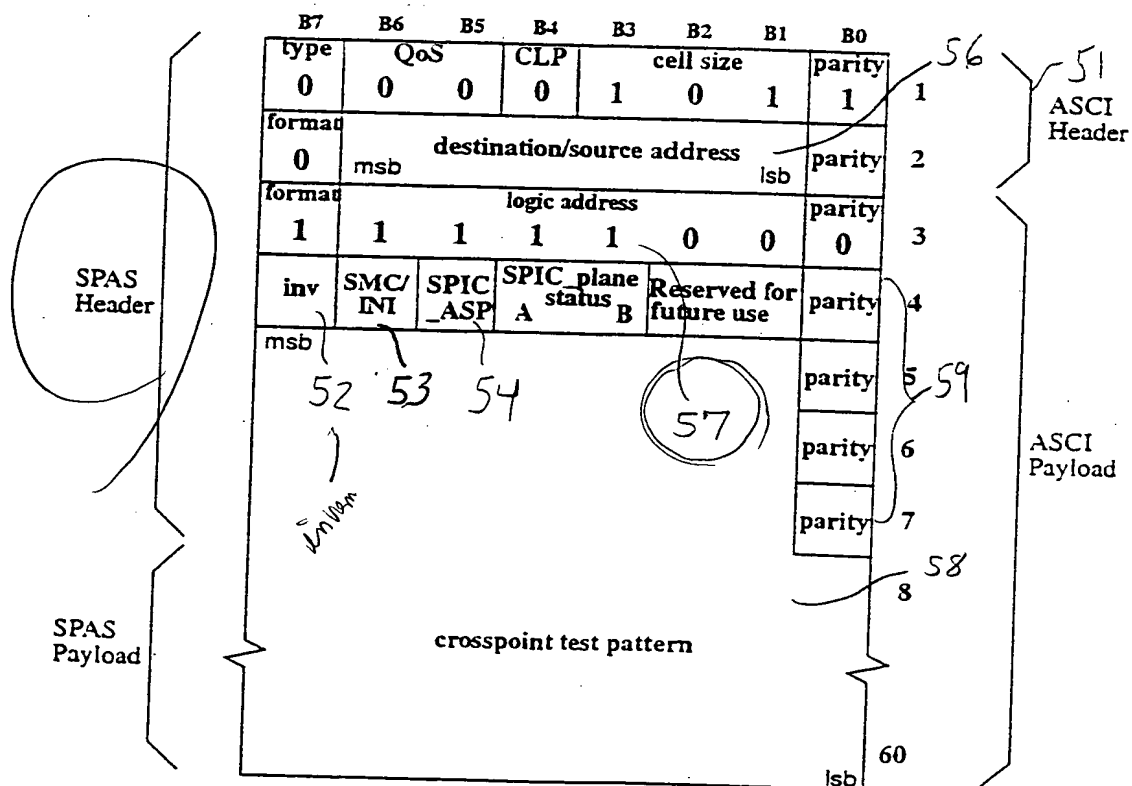 B7 B6 B5 B4 B3 B2 B1 B0
type QoS CLP cell size parity 56 51
0 0 0 0 1 0 1 1 1
ASCI
Header
format
destination/source address
0 msb lsb parity 2
format logic address parity
1 1 1 1 1 0 0 0 3
SPAS
Header
inv SMC/ SPIC SPIC_plane Reserved for parity 4
INI _ASP status future use
A B
msb
parity 5 59
52 53 54 57
parity 6
ASCI
Payload
parity 7
58
8
SPAS
Payload
crosspoint test pattern
60
lsb